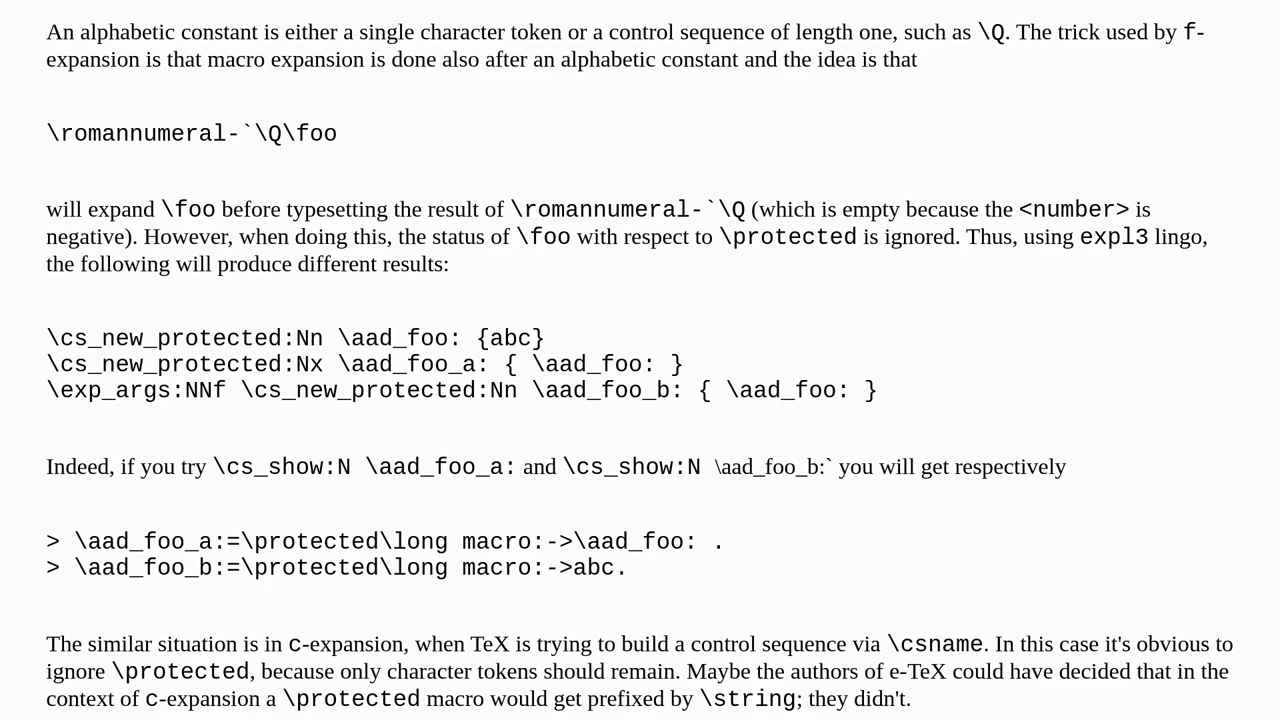 An alphabetic constant is either a single character token or a control sequence of length one, such as \Q. The trick used by f-
expansion is that macro expansion is done also after an alphabetic constant and the idea is that
\romannumeral-`\Q\foo
will expand \foo before typesetting the result of \romannumeral-`\Q (which is empty because the <number> is
negative). However, when doing this, the status of \foo with respect to \protected is ignored. Thus, using expl3 lingo,
the following will produce different results:
\cs_new_protected:Nn \aad_foo: {abc}
\cs_new_protected:Nx \aad_foo_a: { \aad_foo: }
\exp_args:NNf \cs_new_protected:Nn \aad_foo_b: { \aad_foo: }
Indeed, if you try \cs_show:N \aad_foo_a: and \cs_show:N \aad_foo_b:` you will get respectively
> \aad_foo_a:=\protected\long macro:->\aad_foo: .
> \aad_foo_b:=\protected\long macro:->abc.
The similar situation is in c-expansion, when TeX is trying to build a control sequence via \csname. In this case it's obvious to
ignore \protected, because only character tokens should remain. Maybe the authors of e-TeX could have decided that in the
context of c-expansion a \protected macro would get prefixed by \string; they didn't.